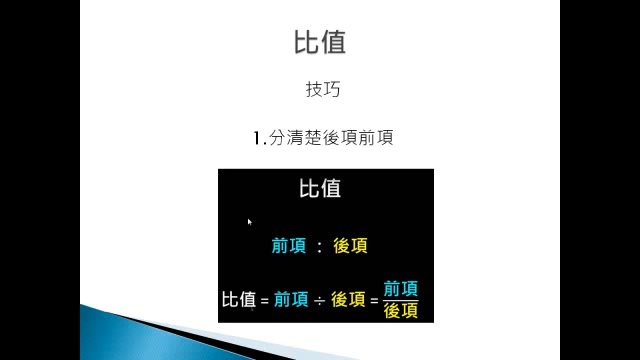 比值
技巧
1.分清楚後項前項
比值
前項 : 後項
比值 = 前項 ÷ 後項 = 前項/後項